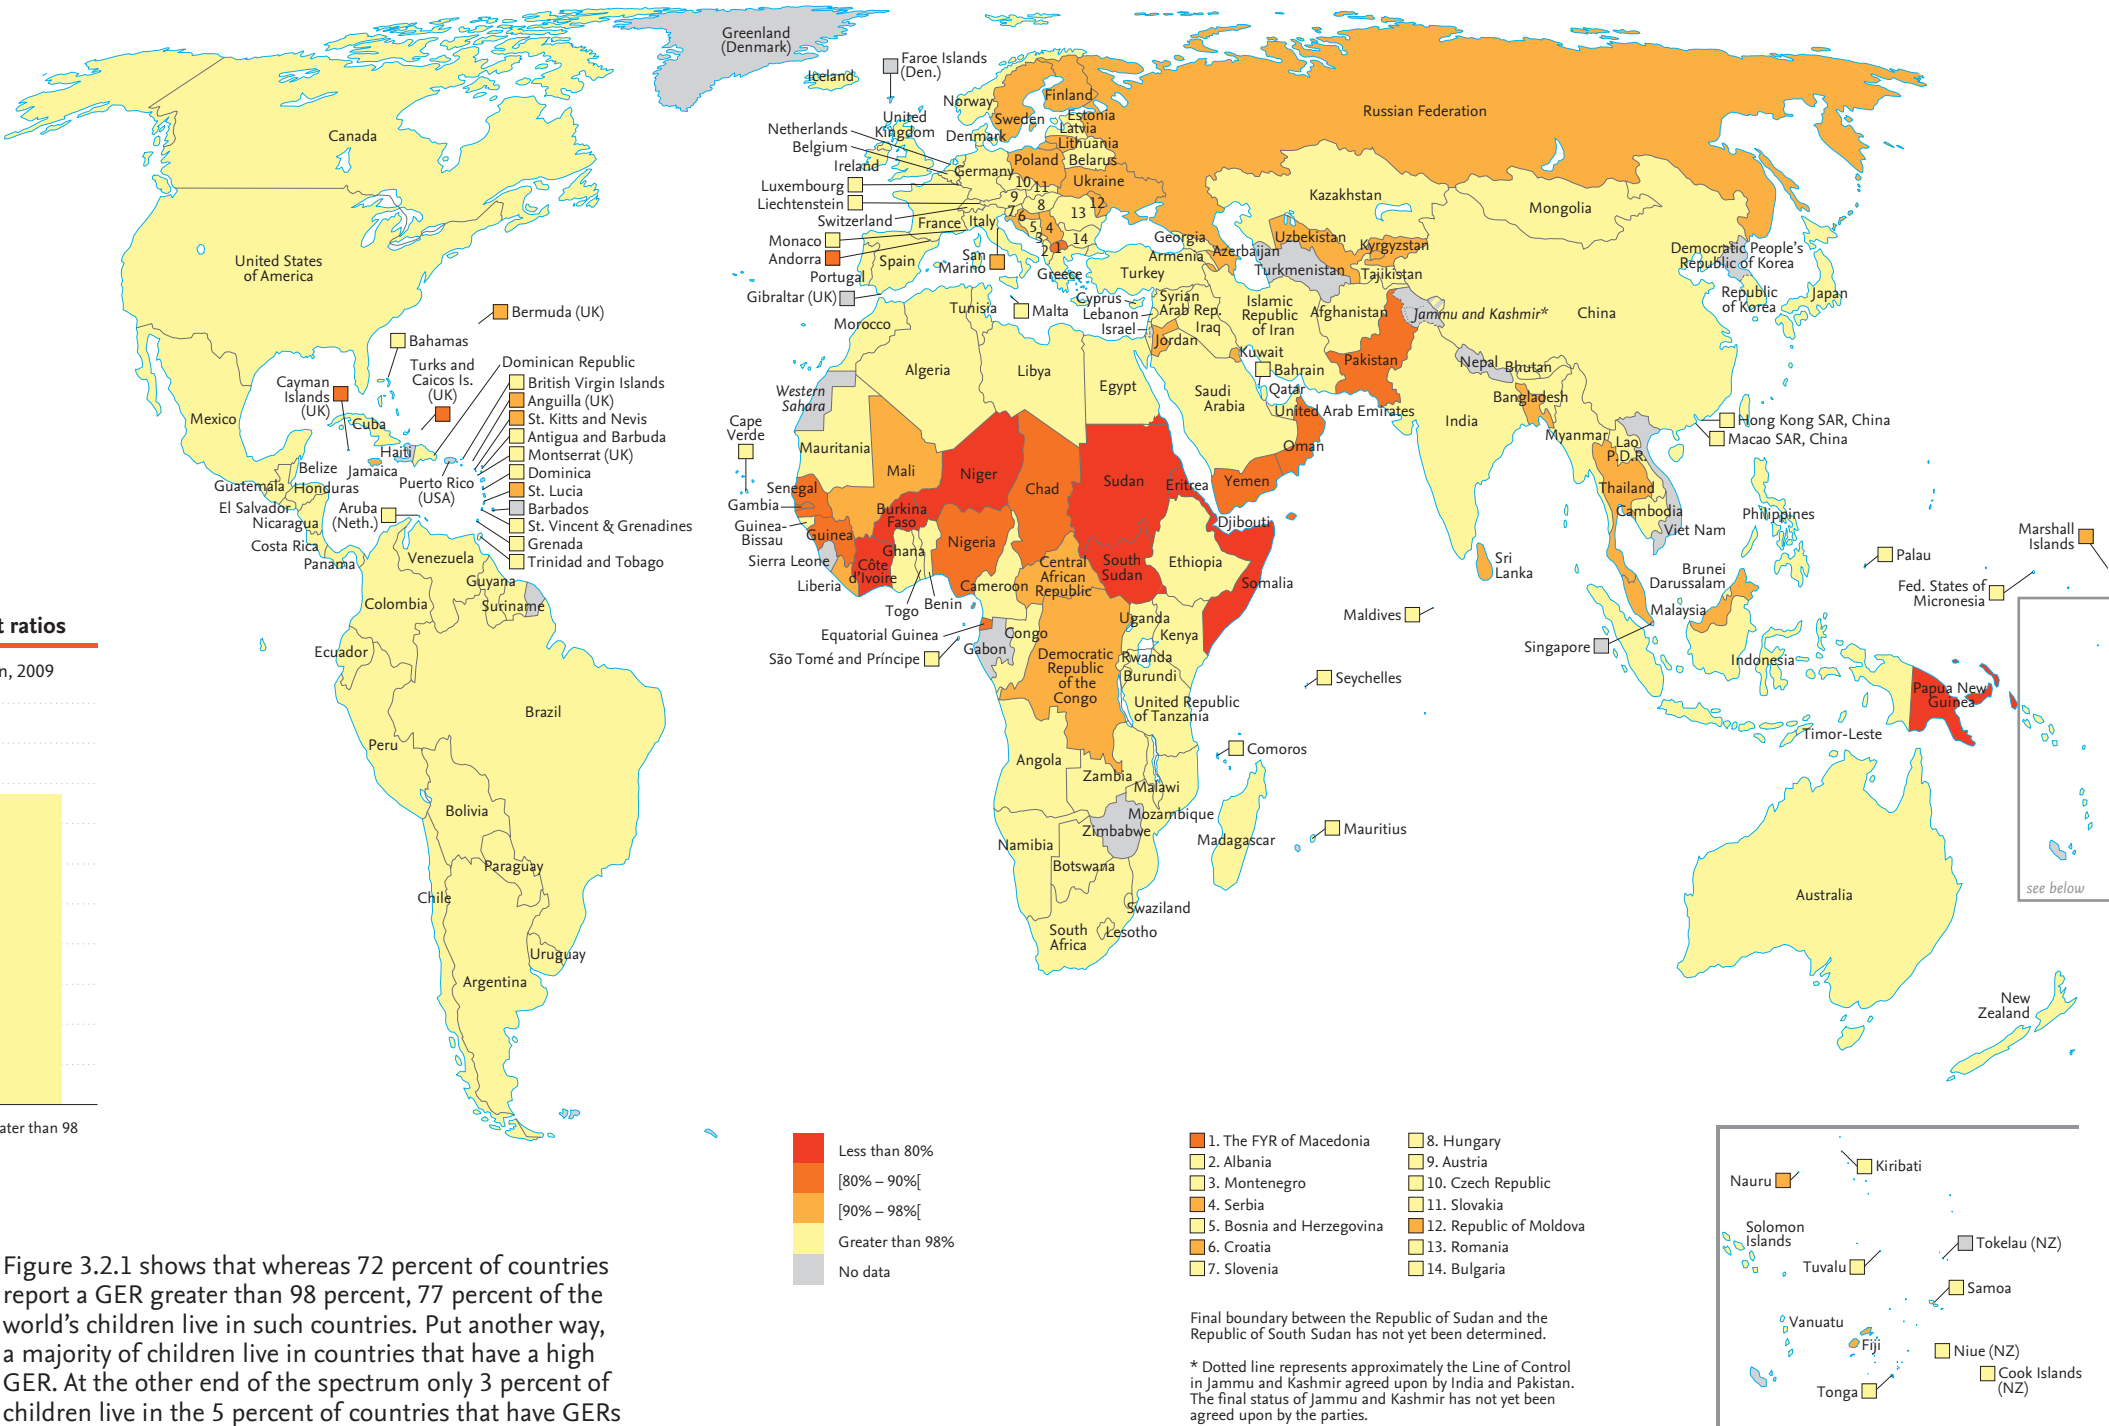 Greenland
(Denmark)
Faroe Islands
(Den.)
Iceland
Norway
Sweden
Finland
Estonia
Latvia
Lithuania
Russian Federation
United
Kingdom
Denmark
Netherlands
Belgium
Ireland
Germany
Poland
Belarus
Ukraine
Luxembourg
Liechtenstein
Switzerland
France
Italy
10
11
9
8
7
6
13
12
5
4
3
14
2
1
Monaco
Andorra
Portugal
Spain
San
Marino
Greece
Gibraltar (UK)
Canada
United States
of America
Bermuda (UK)
Bahamas
Turks and
Caicos Is.
(UK)
Cayman
Islands
(UK)
Mexico
Cuba
Haiti
Jamaica
Belize
Guatemala
Honduras
El Salvador
Nicaragua
Costa Rica
Panama
Puerto Rico
(USA)
Aruba
(Neth.)
Dominican Republic
British Virgin Islands
Anguilla (UK)
St. Kitts and Nevis
Antigua and Barbuda
Montserrat (UK)
Dominica
St. Lucia
Barbados
St. Vincent & Grenadines
Grenada
Trinidad and Tobago
Venezuela
Guyana
Suriname
Colombia
Ecuador
Peru
Brazil
Bolivia
Paraguay
Chile
Uruguay
Argentina
Georgia
Armenia
Azerbaijan
Turkey
Kazakhstan
Uzbekistan
Turkmenistan
Kyrgyzstan
Tajikistan
Mongolia
Democratic People's
Republic of Korea
Republic
of Korea
Japan
China
Tunisia
Malta
Cyprus
Lebanon
Israel
Syrian
Arab Rep.
Iraq
Jordan
Islamic
Republic
of Iran
Afghanistan
Jammu and Kashmir*
Kuwait
Bahrain
Qatar
Pakistan
Nepal
Bhutan
Bangladesh
United Arab Emirates
India
Saudi
Arabia
Oman
Yemen
Morocco
Algeria
Libya
Egypt
Western
Sahara
Cape
Verde
Mauritania
Mali
Niger
Chad
Sudan
Eritrea
Djibouti
Senegal
Gambia
Guinea-
Bissau
Guinea
Sierra Leone
Liberia
Burkina
Faso
Côte
d'Ivoire
Ghana
Togo
Benin
Nigeria
Cameroon
Central
African
Republic
South
Sudan
Ethiopia
Somalia
Equatorial Guinea
São Tomé and Príncipe
Gabon
Congo
Democratic
Republic
of the
Congo
Uganda
Kenya
Rwanda
Burundi
United Republic
of Tanzania
Angola
Zambia
Malawi
Mozambique
Zimbabwe
Namibia
Botswana
Swaziland
South
Africa
Lesotho
Madagascar
Comoros
Mauritius
Seychelles
Maldives
Sri
Lanka
Myanmar
Lao
P.D.R.
Thailand
Cambodia
Viet Nam
Hong Kong SAR, China
Macao SAR, China
Philippines
Brunei
Darussalam
Malaysia
Singapore
Indonesia
Timor-Leste
Papua New
Guinea
Palau
Fed. States of
Micronesia
Marshall
Islands
Australia
New
Zealand
see below
t ratios
n, 2009
ater than 98
Less than 80%
[80% – 90%[
[90% – 98%[
Greater than 98%
No data
1. The FYR of Macedonia
2. Albania
3. Montenegro
4. Serbia
5. Bosnia and Herzegovina
6. Croatia
7. Slovenia
8. Hungary
9. Austria
10. Czech Republic
11. Slovakia
12. Republic of Moldova
13. Romania
14. Bulgaria
Final boundary between the Republic of Sudan and the
Republic of South Sudan has not yet been determined.
* Dotted line represents approximately the Line of Control
in Jammu and Kashmir agreed upon by India and Pakistan.
The final status of Jammu and Kashmir has not yet been
agreed upon by the parties.
Kiribati
Nauru
Solomon
Islands
Tokelau (NZ)
Tuvalu
Samoa
Vanuatu
Fiji
Niue (NZ)
Cook Islands
(NZ)
Tonga
Figure 3.2.1 shows that whereas 72 percent of countries
report a GER greater than 98 percent, 77 percent of the
world's children live in such countries. Put another way,
a majority of children live in countries that have a high
GER. At the other end of the spectrum only 3 percent of
children live in the 5 percent of countries that have GERs